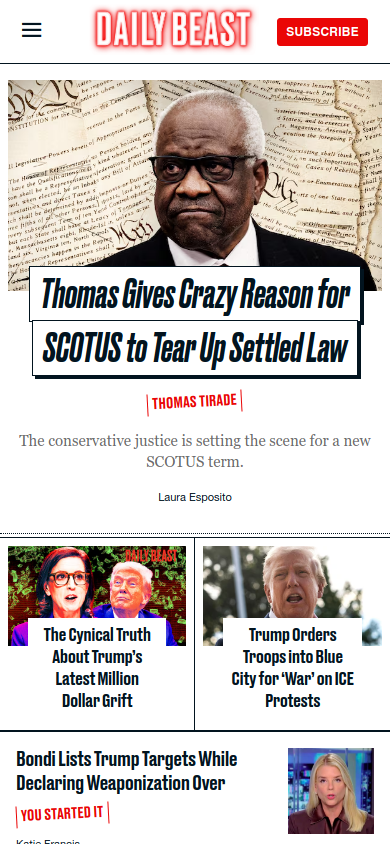 DAILY BEAST
SUBSCRIBE
Thomas Gives Crazy Reason for
SCOTUS to Tear Up Settled Law
THOMAS TIRADE
The conservative justice is setting the scene for a new
SCOTUS term.
Laura Esposito
DAILY BEAST
The Cynical Truth
About Trump's
Latest Million
Dollar Grift
Trump Orders
Troops into Blue
City for ‘War’ on ICE
Protests
Bondi Lists Trump Targets While
Declaring Weaponization Over
YOU STARTED IT
Katie Francis